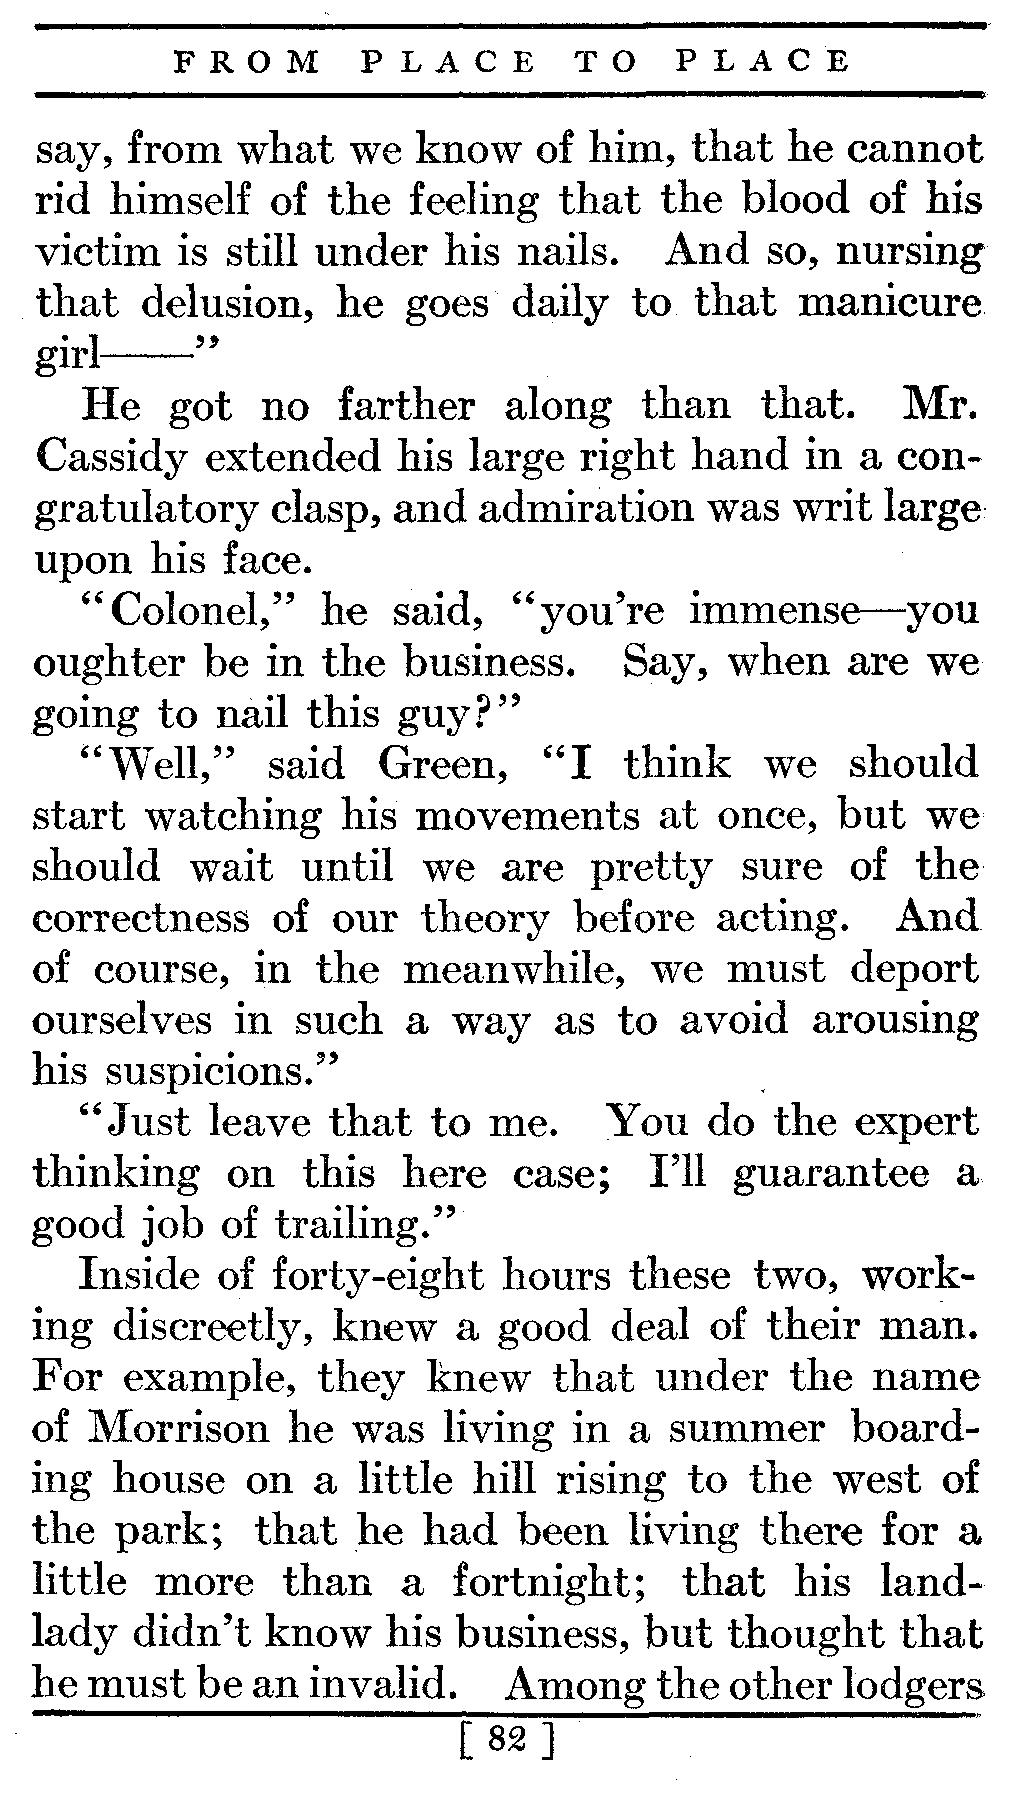 FROM PLACE TO PLACE
say, from what we know of him, that he cannot
rid himself of the feeling that the blood of his
victim is still under his nails. And so, nursing
that delusion, he goes daily to that manicure
girl——”
He got no farther along than that. Mr.
Cassidy extended his large right hand in a con-
gratulatory clasp, and admiration was writ large
upon his face.
“Colonel,” he said, “you’re immense—you
oughter be in the business. Say, when are we
going to nail this guy?”
“Well,” said Green, “I think we should
start watching his movements at once, but we
should wait until we are pretty sure of the
correctness of our theory before acting. And
of course, in the meanwhile, we must deport
ourselves in such a way as to avoid arousing
his suspicions.”
“Just leave that to me. You do the expert
thinking on this here case; I’ll guarantee a
good job of trailing.”
Inside of forty-eight hours these two, work-
ing discreetly, knew a good deal of their man.
For example, they knew that under the name
of Morrison he was living in a summer board-
ing house on a little hill rising to the west of
the park; that he had been living there for a
little more than a fortnight; that his land-
lady didn’t know his business, but thought that
he must be an invalid. Among the other lodgers
[ 82 ]